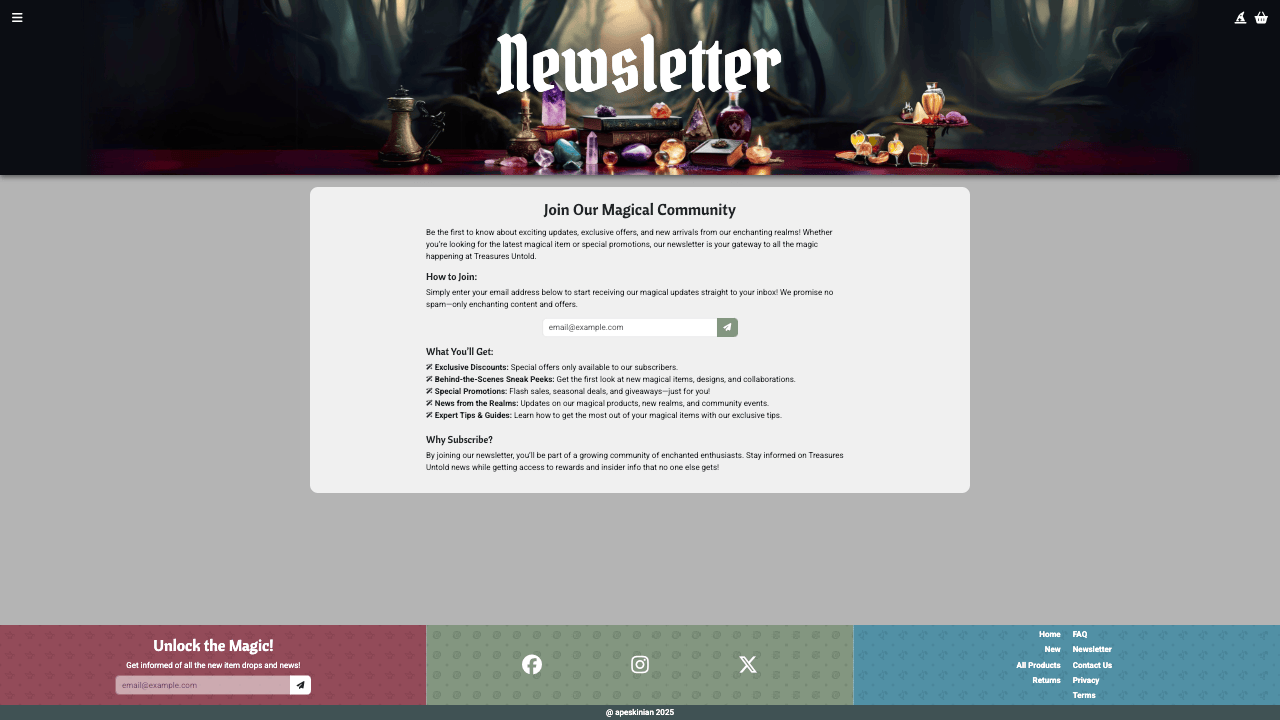 Newsletter
Join Our Magical Community
Be the first to know about exciting updates, exclusive offers, and new arrivals from our enchanting realms! Whether
you're looking for the latest magical item or special promotions, our newsletter is your gateway to all the magic
happening at Treasures Untold.
How to Join:
Simply enter your email address below to start receiving our magical updates straight to your inbox! We promise no
spam—only enchanting content and offers.
email@example.com
What You'll Get:
Exclusive Discounts: Special offers only available to our subscribers.
Behind-the-Scenes Sneak Peeks: Get the first look at new magical items, designs, and collaborations.
Special Promotions: Flash sales, seasonal deals, and giveaways—just for you!
News from the Realms: Updates on our magical products, new realms, and community events.
Expert Tips & Guides: Learn how to get the most out of your magical items with our exclusive tips.
Why Subscribe?
By joining our newsletter, you'll be part of a growing community of enchanted enthusiasts. Stay informed on Treasures
Untold news while getting access to rewards and insider info that no one else gets!
Unlock the Magic!
Get informed of all the new item drops and news!
email@example.com
Home
New
All Products
Returns
FAQ
Newsletter
Contact Us
Privacy
Terms
@ apeskinian 2025